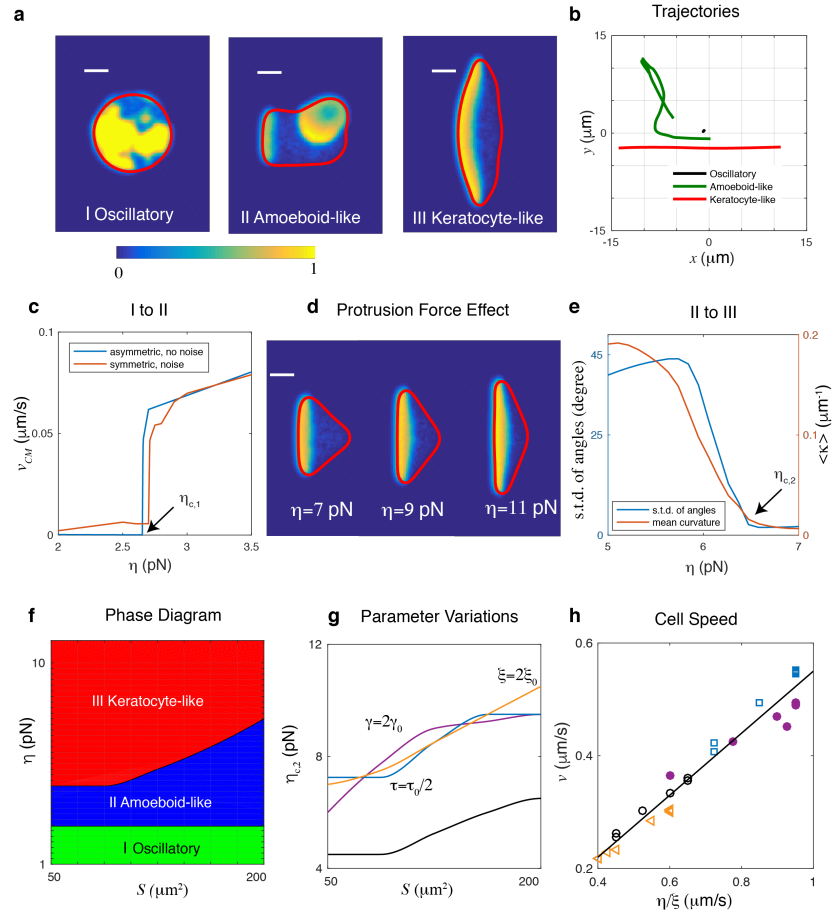 a
I Oscillatory
II Amoeboid-like
III Keratocyte-like
0
1
b
Trajectories
15
0
-15
y (μm)
Oscillatory
Amoeboid-like
Keratocyte-like
-15
0
15
x (μm)
c
I to II
0.1
0.05
0
v_CM (μm/s)
asymmetric, no noise
symmetric, noise
η_c,1
2
2.5
3
3.5
η (pN)
d
Protrusion Force Effect
η=7 pN
η=9 pN
η=11 pN
e
II to III
45
25
0
s.t.d. of angles (degree)
0.2
0.1
0
<κ> (μm⁻¹)
η_c,2
s.t.d. of angles
mean curvature
5
6
7
η (pN)
f
Phase Diagram
10
1
η (pN)
III Keratocyte-like
II Amoeboid-like
I Oscillatory
50
200
S (μm²)
g
Parameter Variations
12
8
4
η_c,2 (pN)
ξ=2ξ₀
γ=2γ₀
τ=τ₀/2
50
200
S (μm²)
h
Cell Speed
0.6
0.4
0.2
v (μm/s)
0.4
0.6
0.8
1
η/ξ (μm/s)